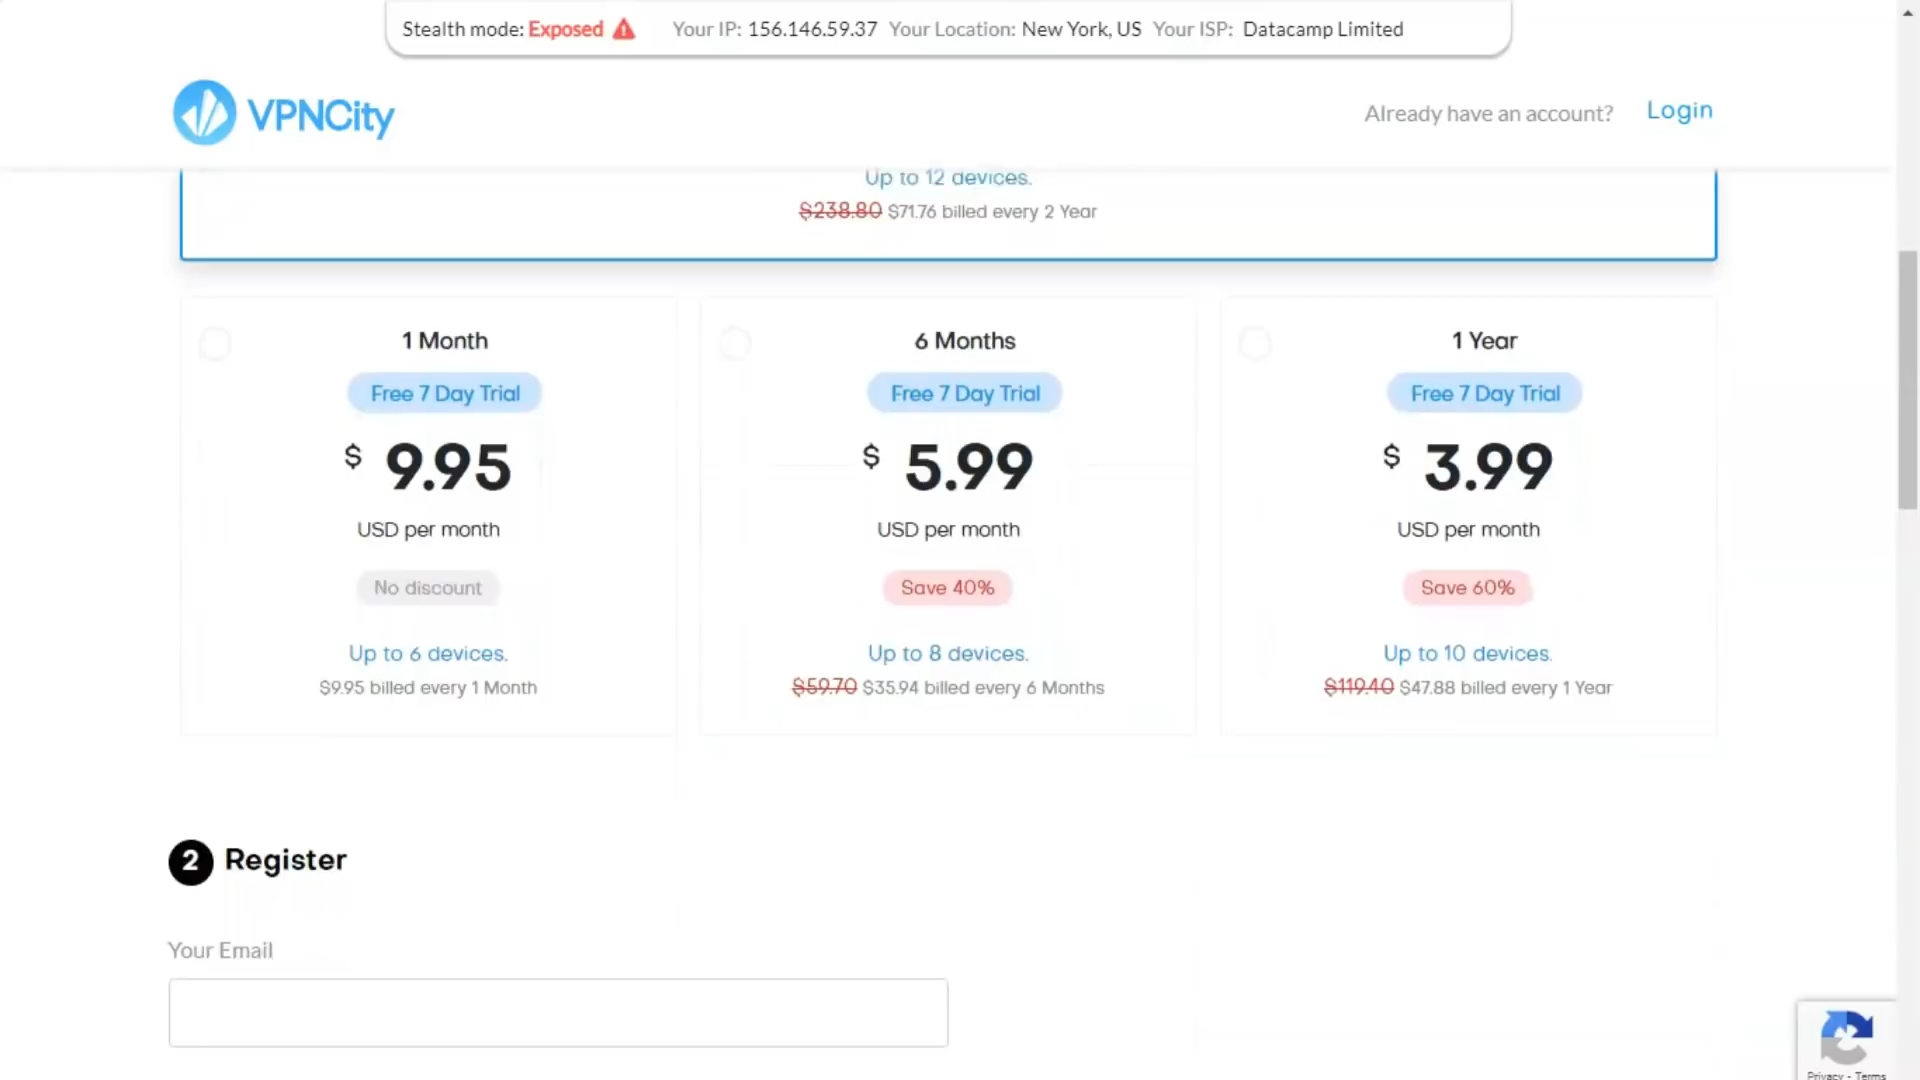 Stealth mode: Exposed Your IP: 156.146.59.37 Your Location: New York, US Your ISP: Datacamp Limited
VPNCity
Already have an account? Login
Up to 12 devices.
$238.80 $71.76 billed every 2 Year
1 Month
Free 7 Day Trial
$ 9.95
USD per month
No discount
Up to 6 devices.
$9.95 billed every 1 Month
6 Months
Free 7 Day Trial
$ 5.99
USD per month
Save 40%
Up to 8 devices.
$59.70 $35.94 billed every 6 Months
1 Year
Free 7 Day Trial
$ 3.99
USD per month
Save 60%
Up to 10 devices.
$119.40 $47.88 billed every 1 Year
2 Register
Your Email
Privacy - Terms